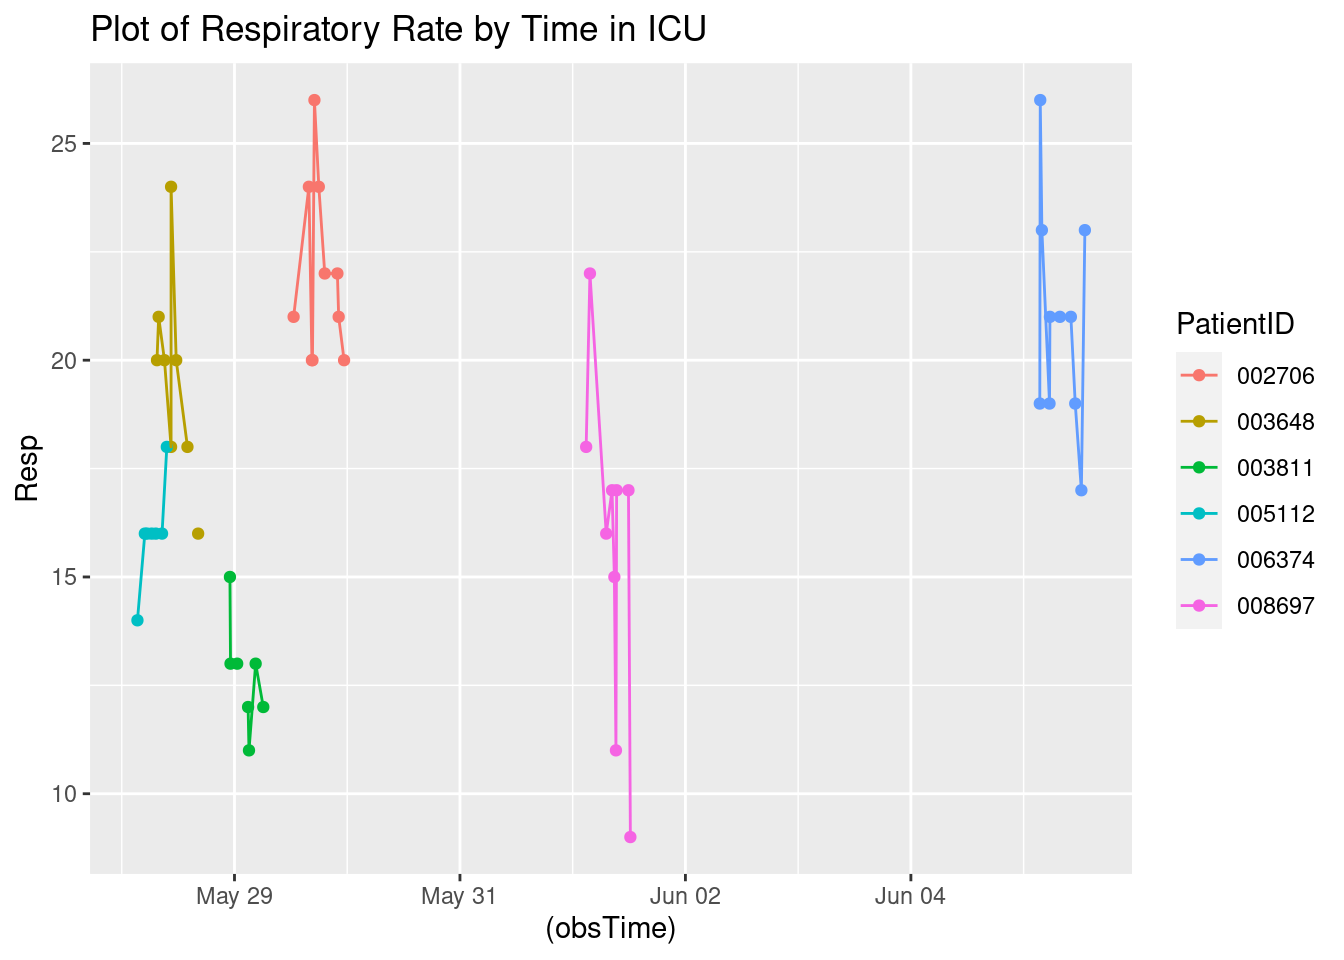 Plot of Respiratory Rate by Time in ICU
25
20
15
10
Resp
May 29
May 31
Jun 02
Jun 04
(obsTime)
PatientID
002706
003648
003811
005112
006374
008697